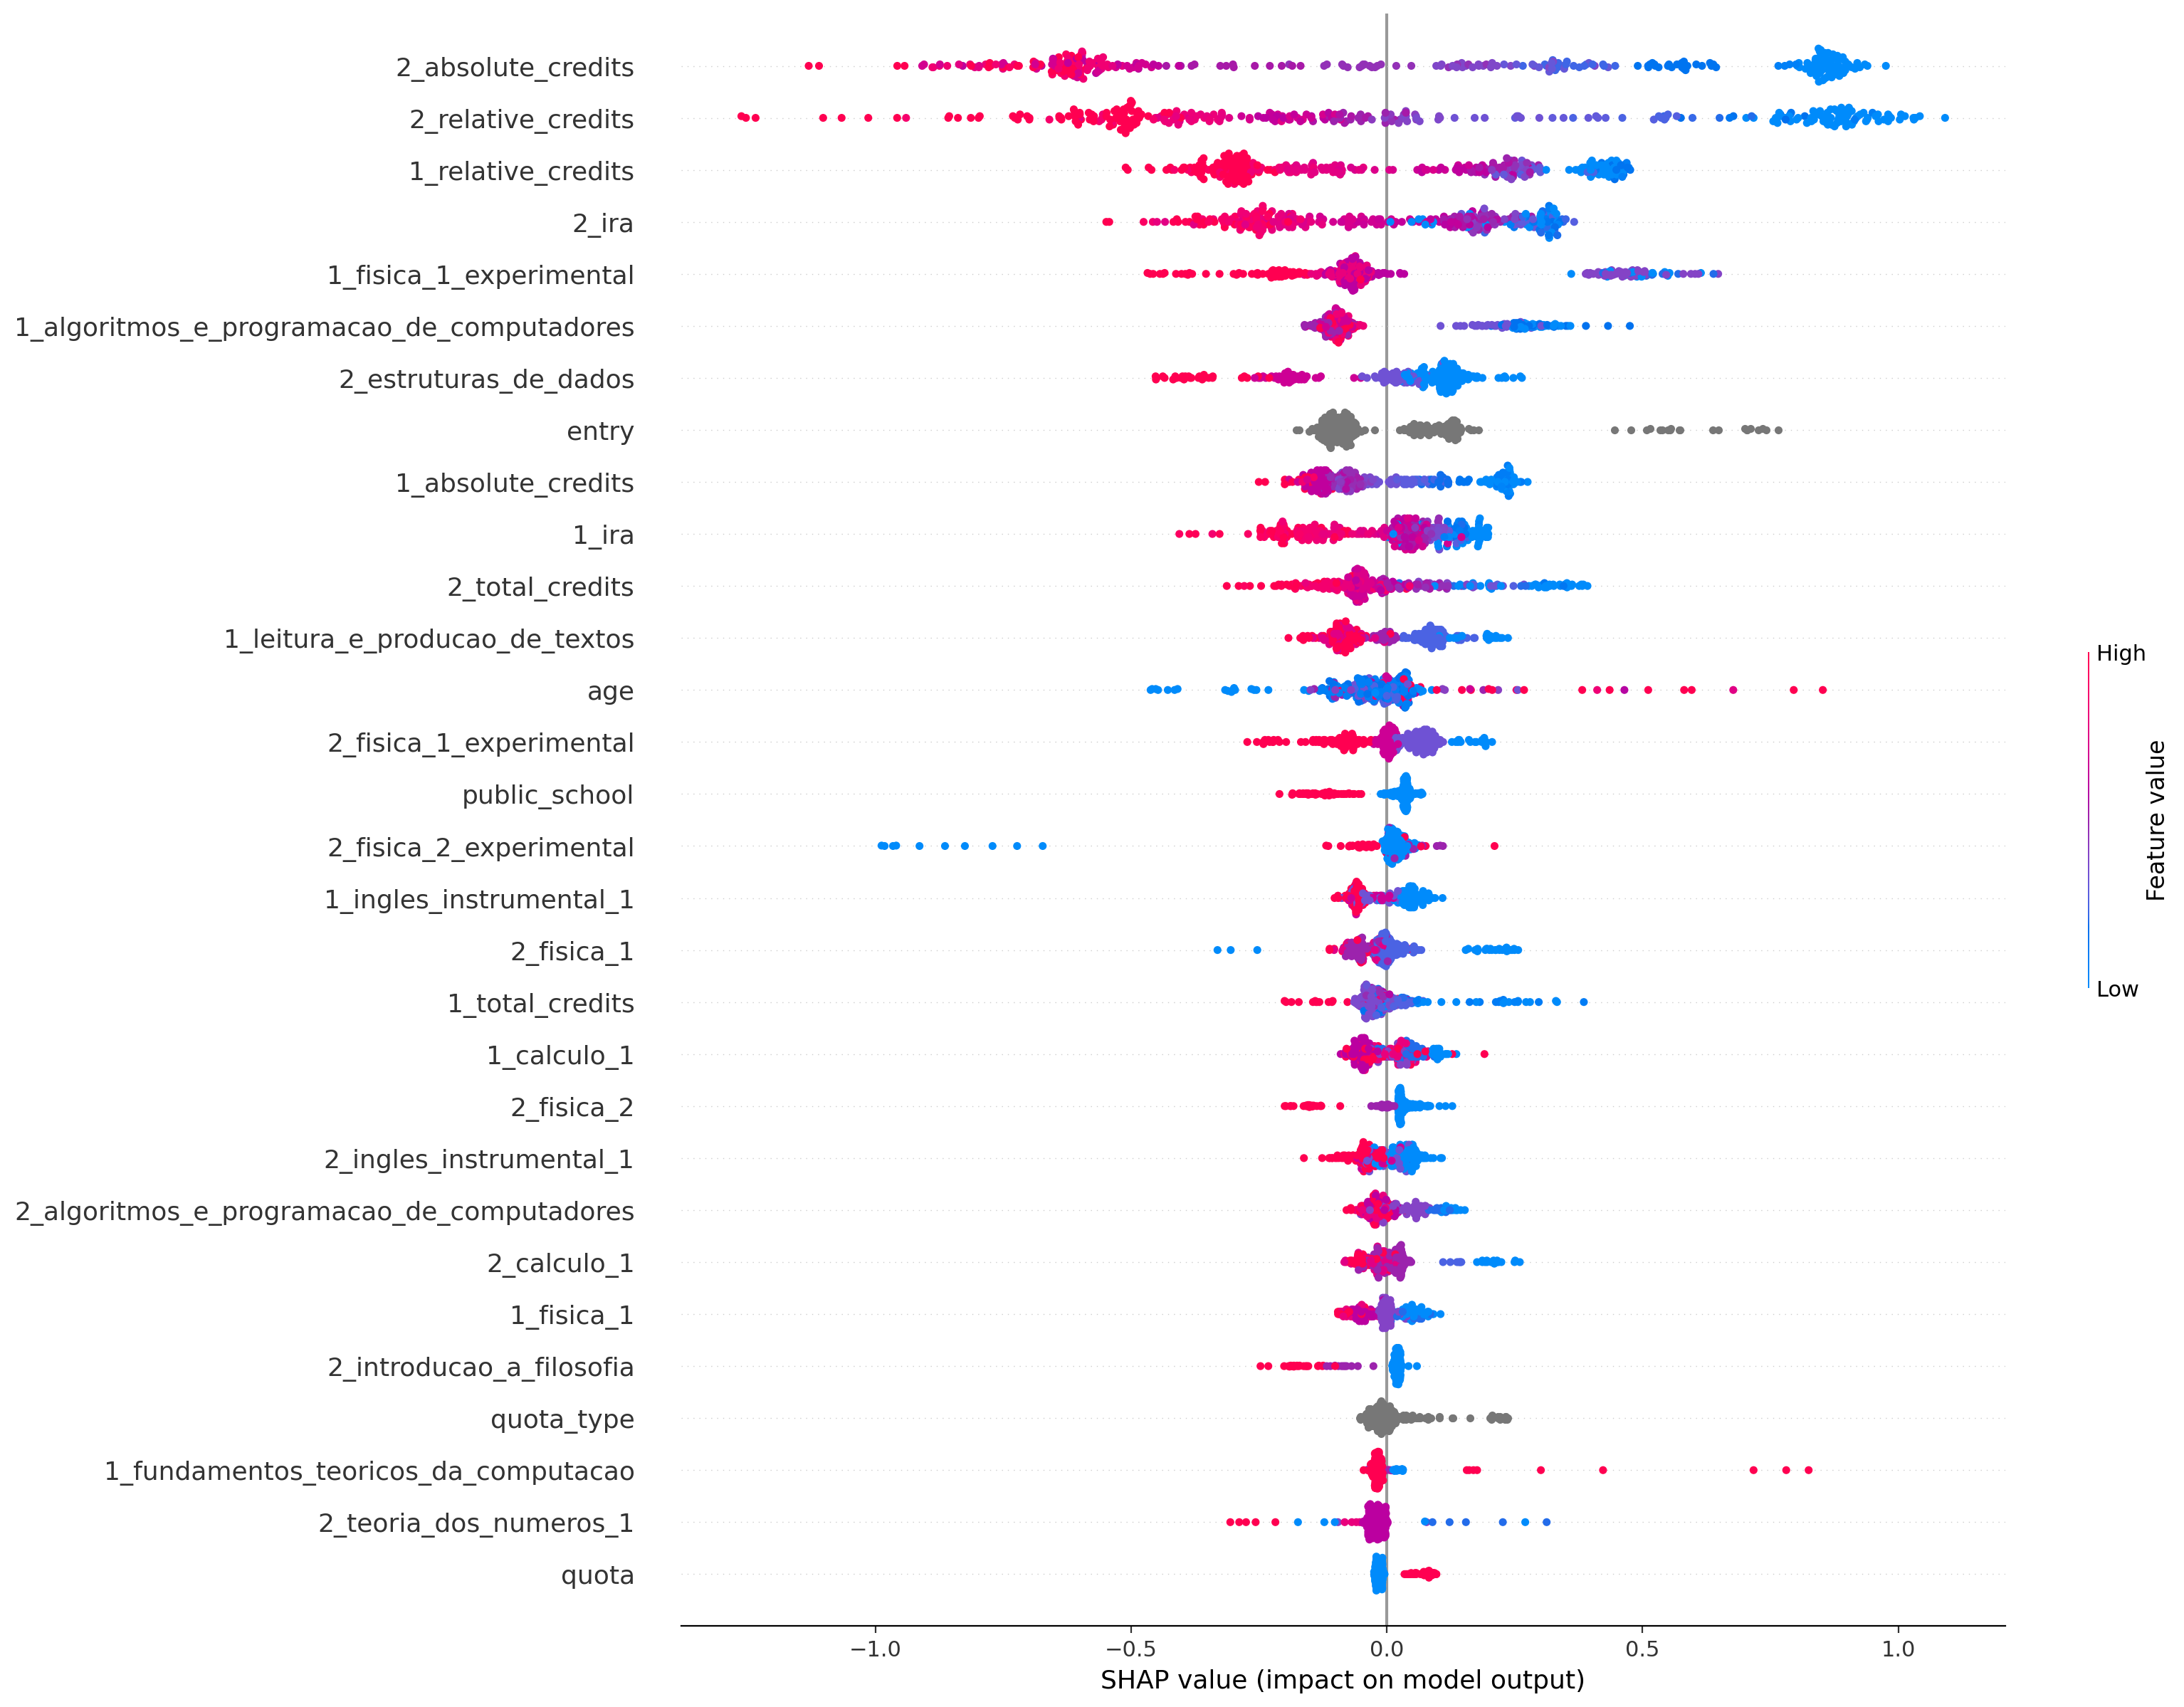 2_absolute_credits
2_relative_credits
1_relative_credits
2_ira
1_fisica_1_experimental
1_algoritmos_e_programacao_de_computadores
2_estruturas_de_dados
entry
1_absolute_credits
1_ira
2_total_credits
1_leitura_e_producao_de_textos
age
2_fisica_1_experimental
public_school
2_fisica_2_experimental
1_ingles_instrumental_1
2_fisica_1
1_total_credits
1_calculo_1
2_fisica_2
2_ingles_instrumental_1
2_algoritmos_e_programacao_de_computadores
2_calculo_1
1_fisica_1
2_introducao_a_filosofia
quota_type
1_fundamentos_teoricos_da_computacao
2_teoria_dos_numeros_1
quota
−1.0 −0.5 0.0 0.5 1.0
SHAP value (impact on model output)
High
Feature value
Low